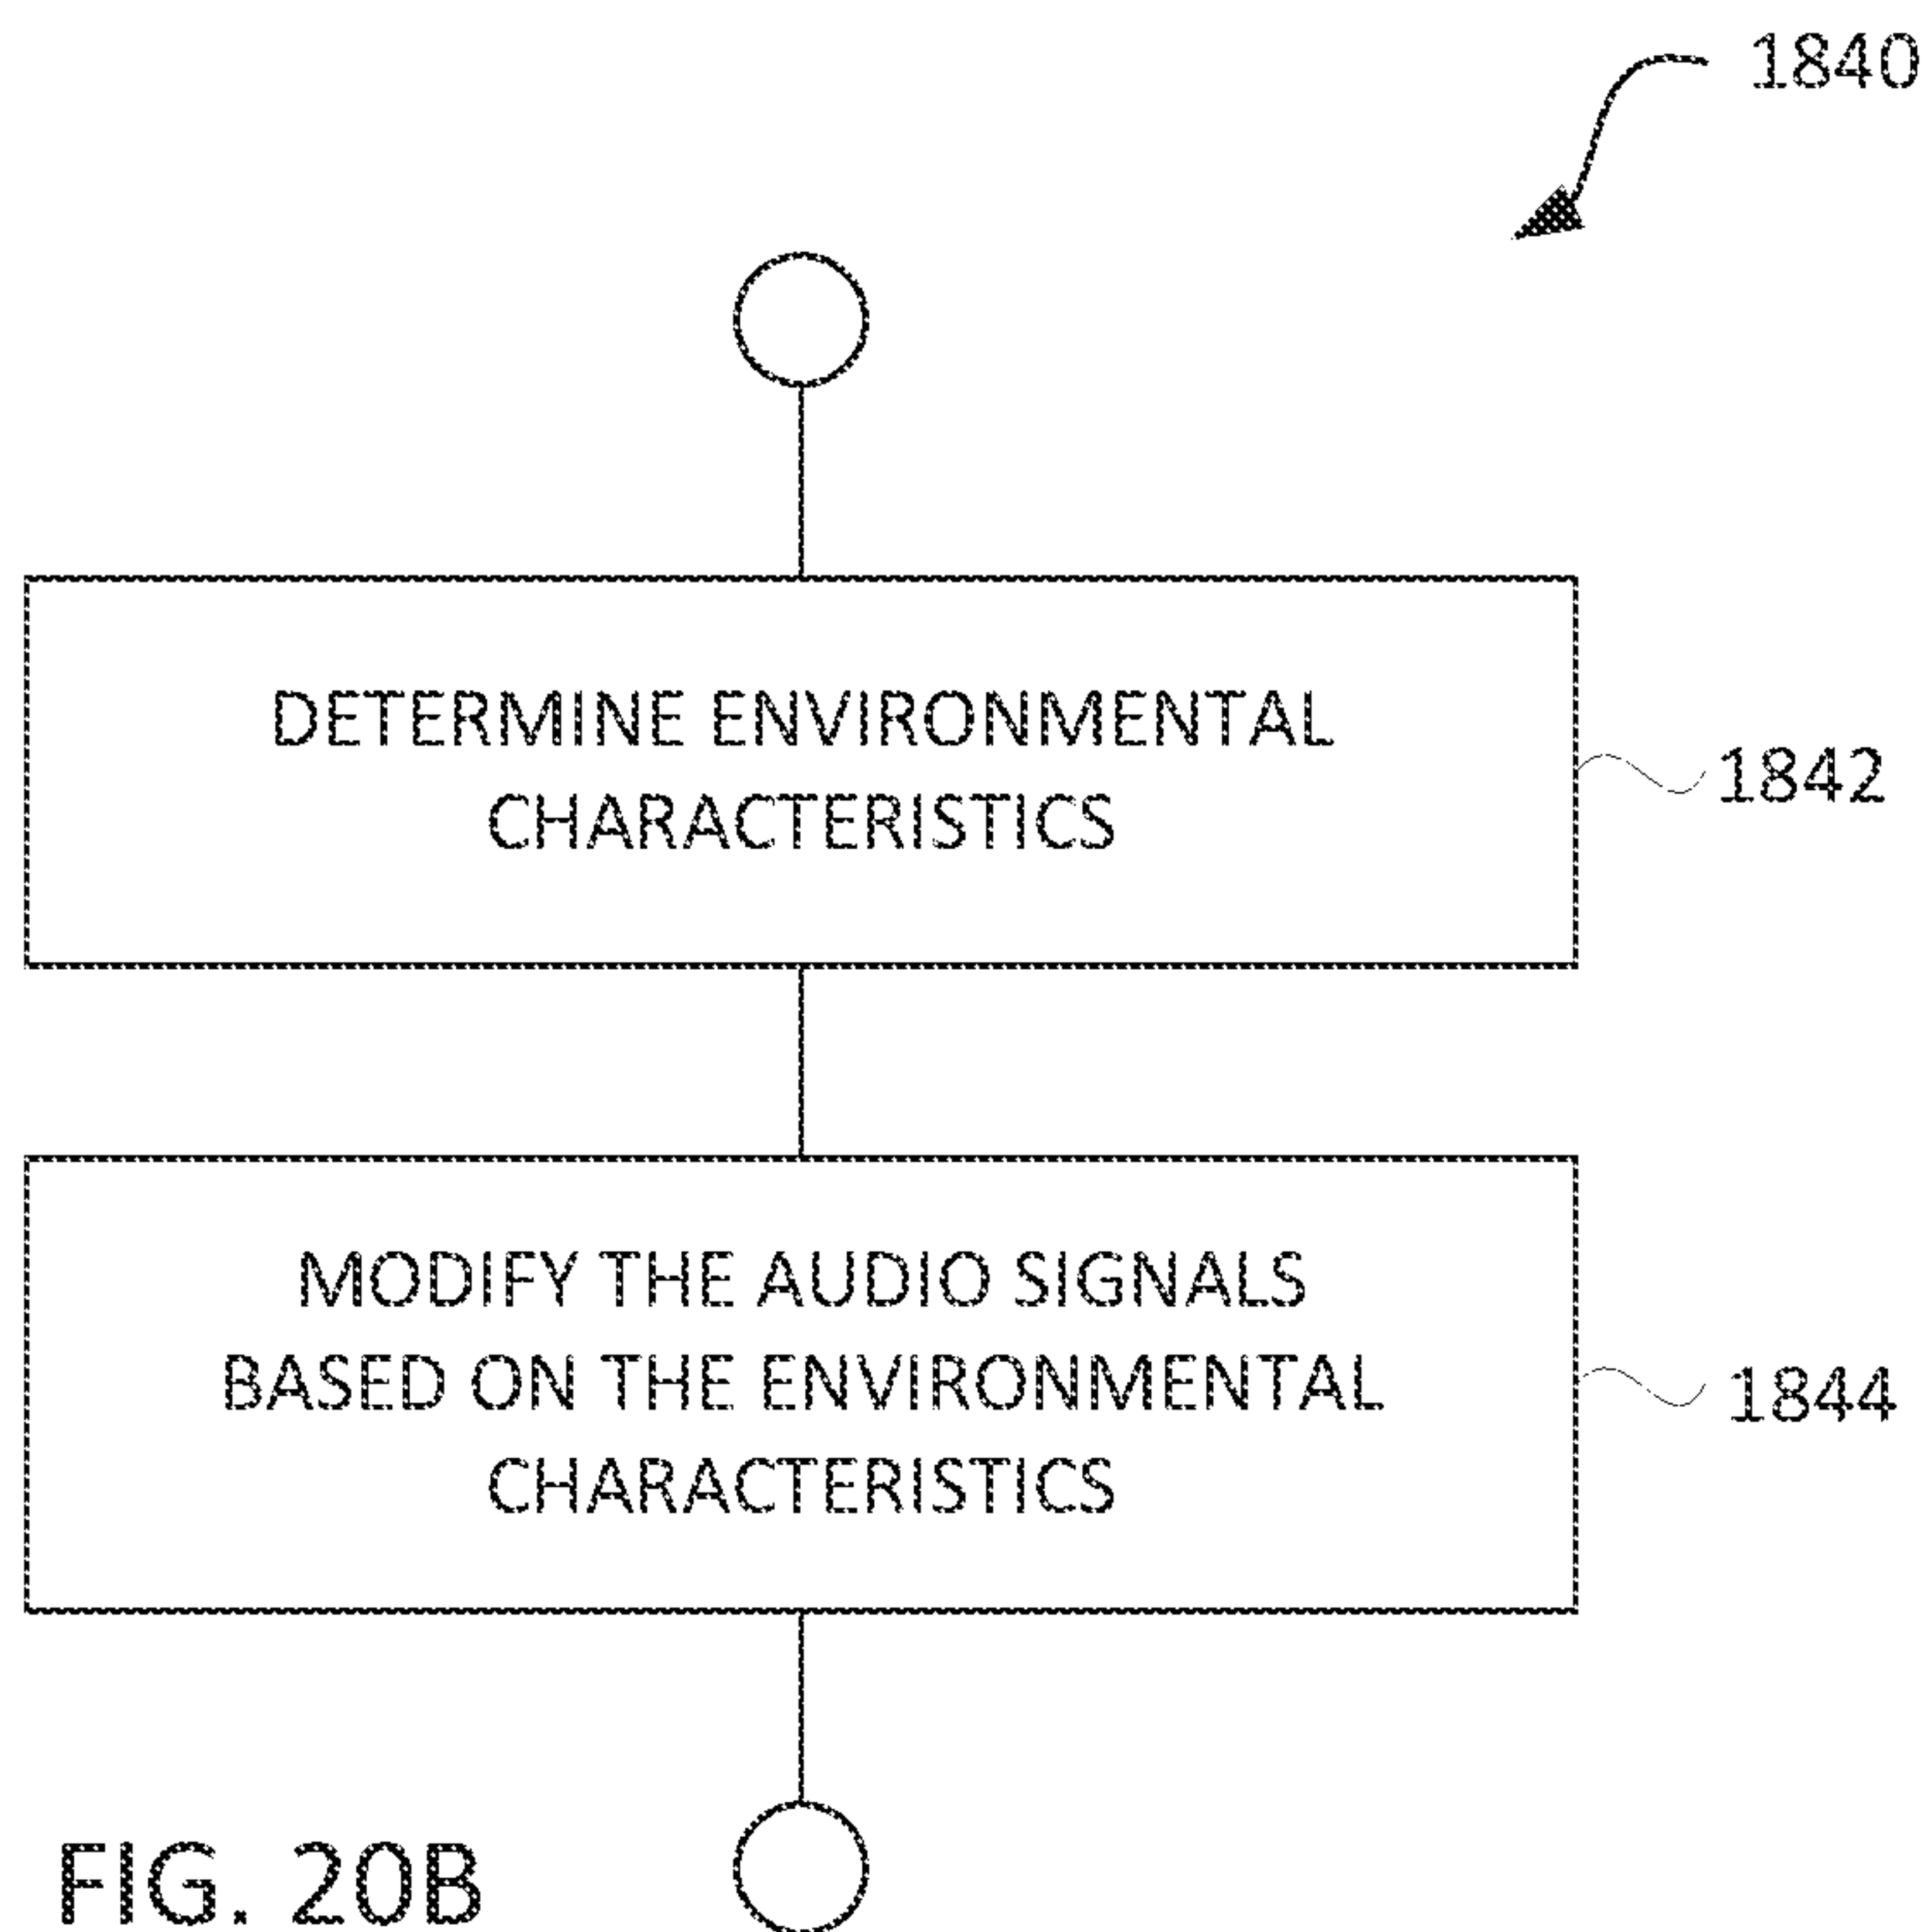 1840
DETERMINE ENVIRONMENTAL
CHARACTERISTICS
1842
MODIFY THE AUDIO SIGNALS
BASED ON THE ENVIRONMENTAL
CHARACTERISTICS
1844
FIG. 20B